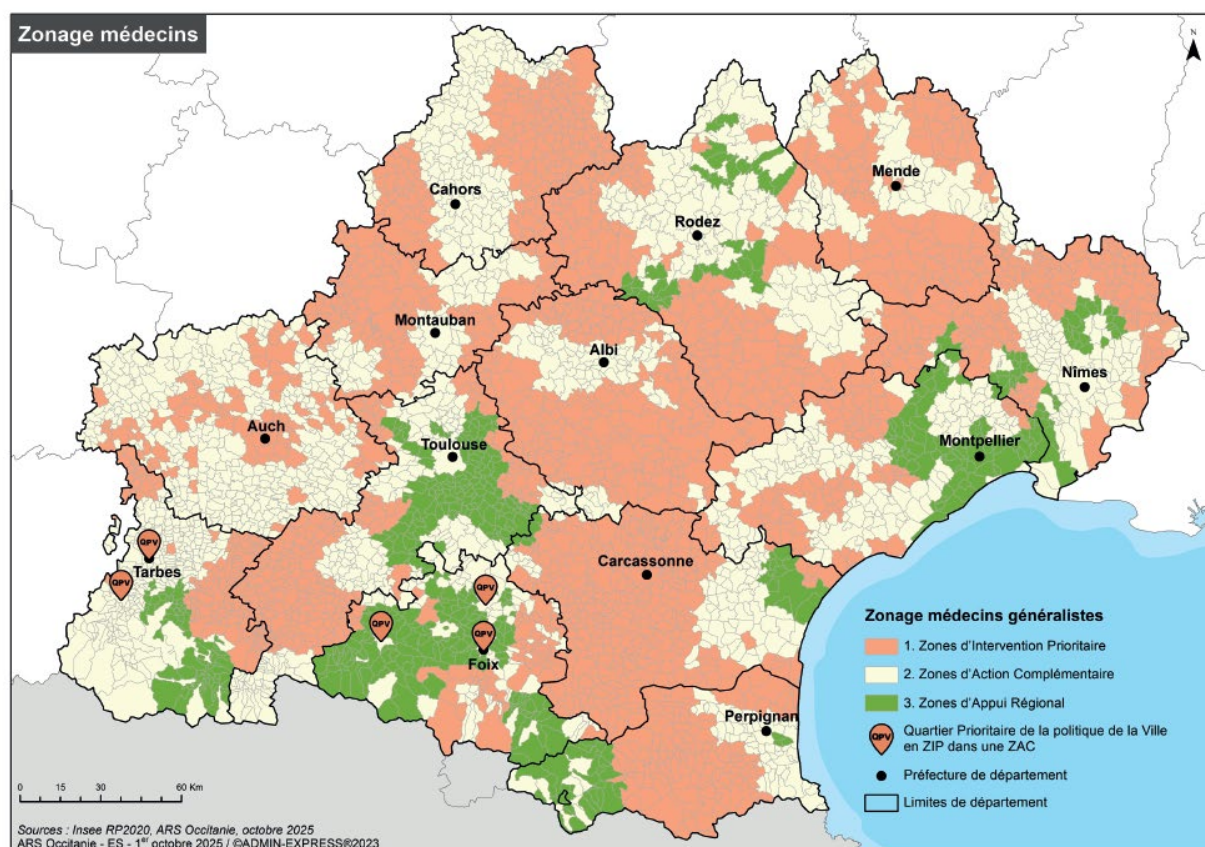 Zonage médecins
N
Mende
Cahors
Rodez
Montauban
Albi
Nîmes
Auch
Toulouse
Montpellier
QPV
Tarbes
QPV
Carcassonne
QPV
QPV
QPV
Foix
Perpignan
Zonage médecins généralistes
1. Zones d'Intervention Prioritaire
2. Zones d'Action Complémentaire
3. Zones d'Appui Régional
QPV
Quartier Prioritaire de la politique de la Ville
en ZIP dans une ZAC
Préfecture de département
Limites de département
0 15 30 60 Km
Sources : Insee RP2020, ARS Occitanie, octobre 2025
ARS Occitanie - ES - 1er octobre 2025 / ©ADMIN-EXPRESS®2023